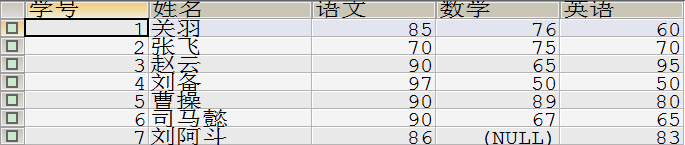 学号 姓名 语文 数学 英语
1 关羽 85 76 60
2 张飞 70 75 70
3 赵云 90 65 95
4 刘备 97 50 50
5 曹操 90 89 80
6 司马懿 90 67 65
7 刘阿斗 86 (NULL) 83